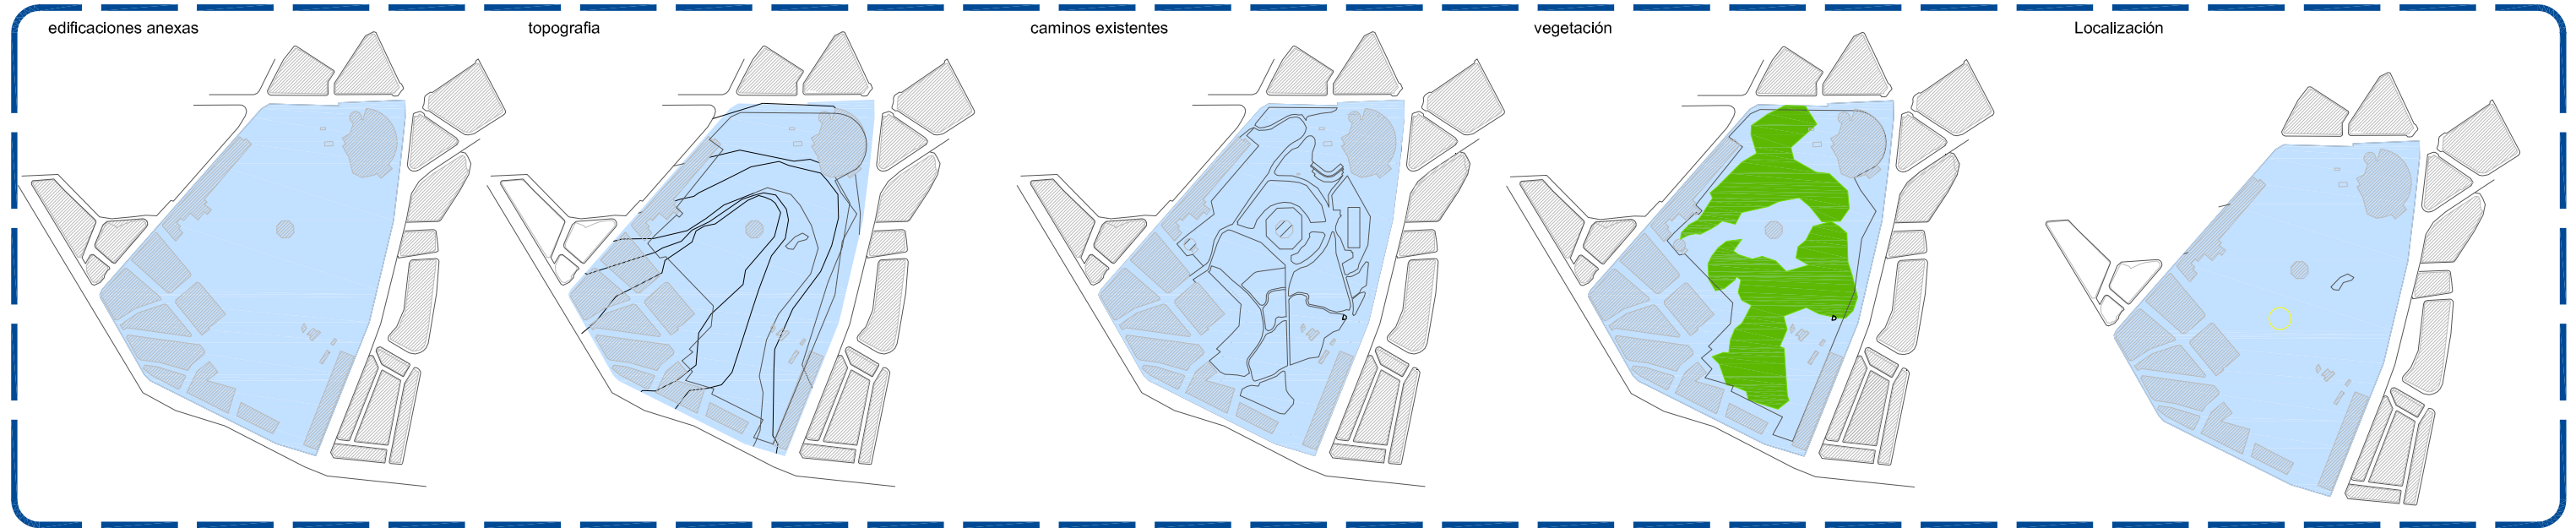 edificaciones anexas
topografia
caminos existentes
vegetación
Localización
D
D